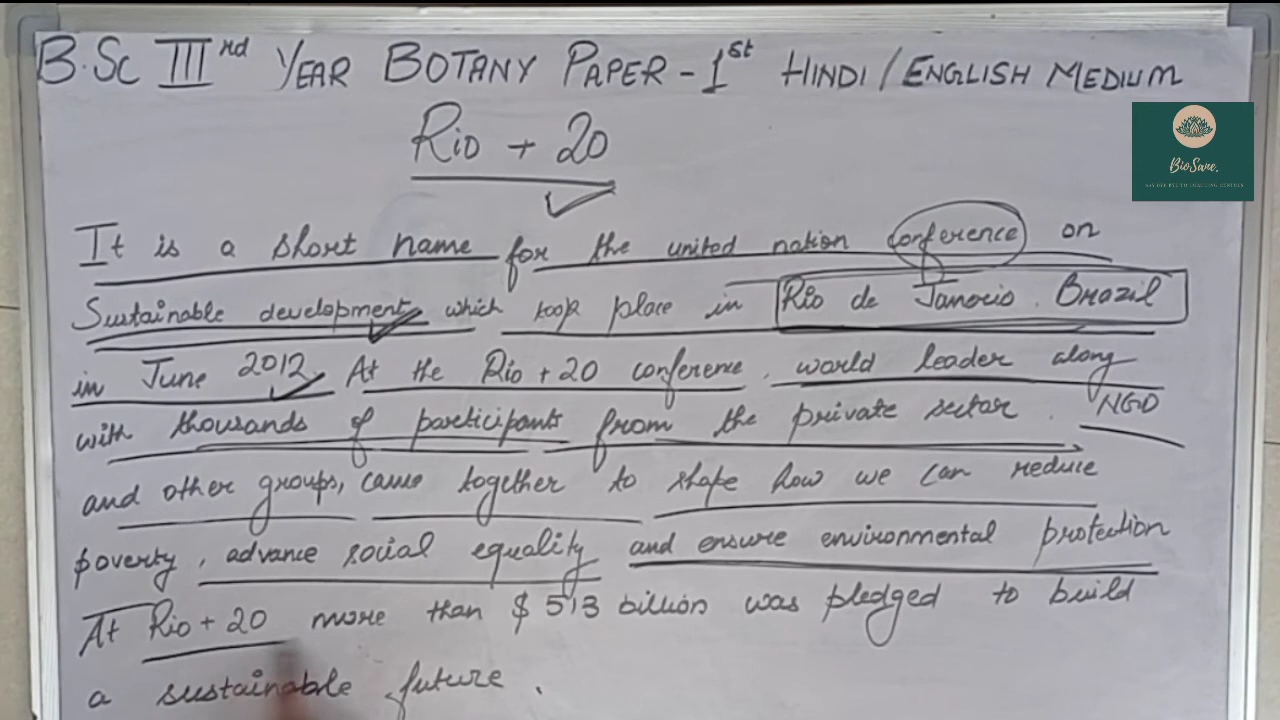 B.Sc IIIrd YEAR BOTANY PAPER - 1st HINDI / ENGLISH MEDIUM
Rio + 20
BioSane.
It is a short name for the united nation conference on
Sustainable development which took place in Rio de Janorio. Brazil
in June 2012. At the Rio + 20 conference, world leader along
with thousands of participants from the private sector. NGO
and other groups, came together to shape how we can reduce
poverty, advance social equality and ensure environmental protection
At Rio + 20 more than $ 513 billion was pledged to build
a sustainable future.